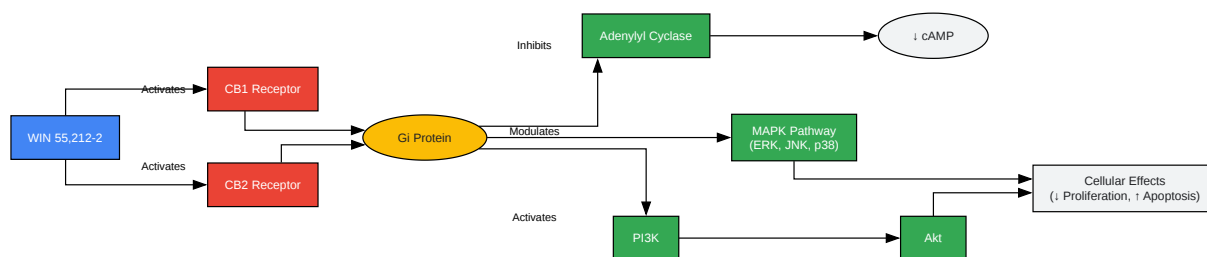 WIN 55,212-2
Activates
Activates
CB1 Receptor
CB2 Receptor
Gi Protein
Inhibits
Modulates
Activates
Adenylyl Cyclase
↓ cAMP
MAPK Pathway
(ERK, JNK, p38)
PI3K
Akt
Cellular Effects
(↓ Proliferation, ↑ Apoptosis)